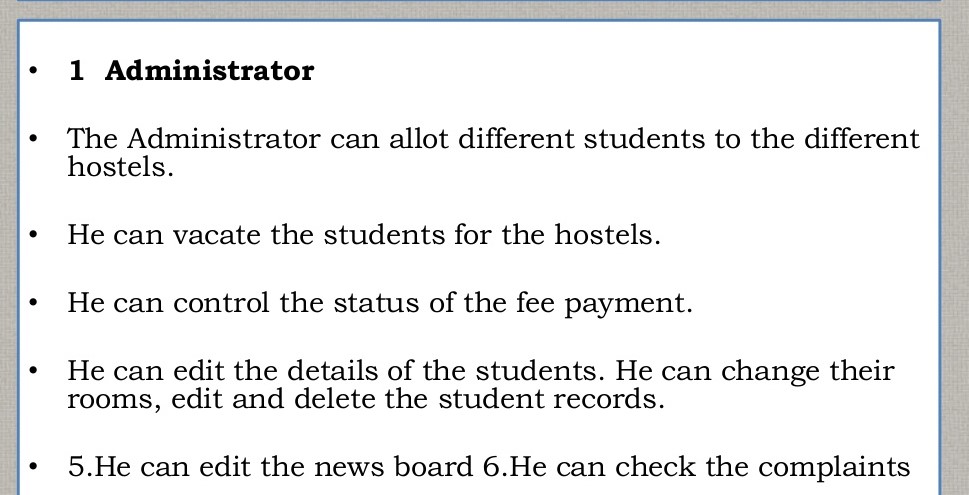 • 1 Administrator
• The Administrator can allot different students to the different
hostels.
• He can vacate the students for the hostels.
• He can control the status of the fee payment.
• He can edit the details of the students. He can change their
rooms, edit and delete the student records.
• 5.He can edit the news board 6.He can check the complaints